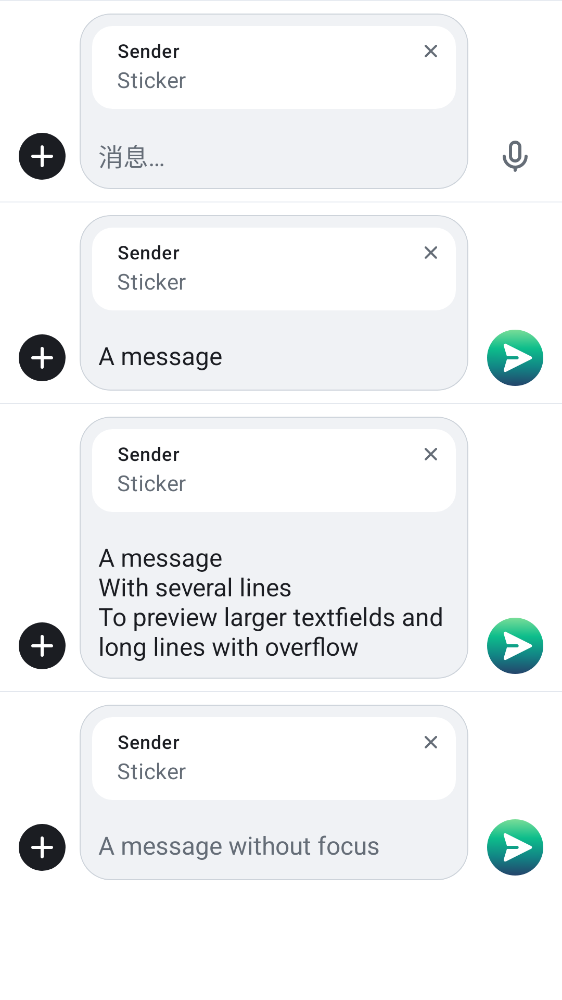 Sender
Sticker
消息…
Sender
Sticker
A message
Sender
Sticker
A message
With several lines
To preview larger textfields and
long lines with overflow
Sender
Sticker
A message without focus